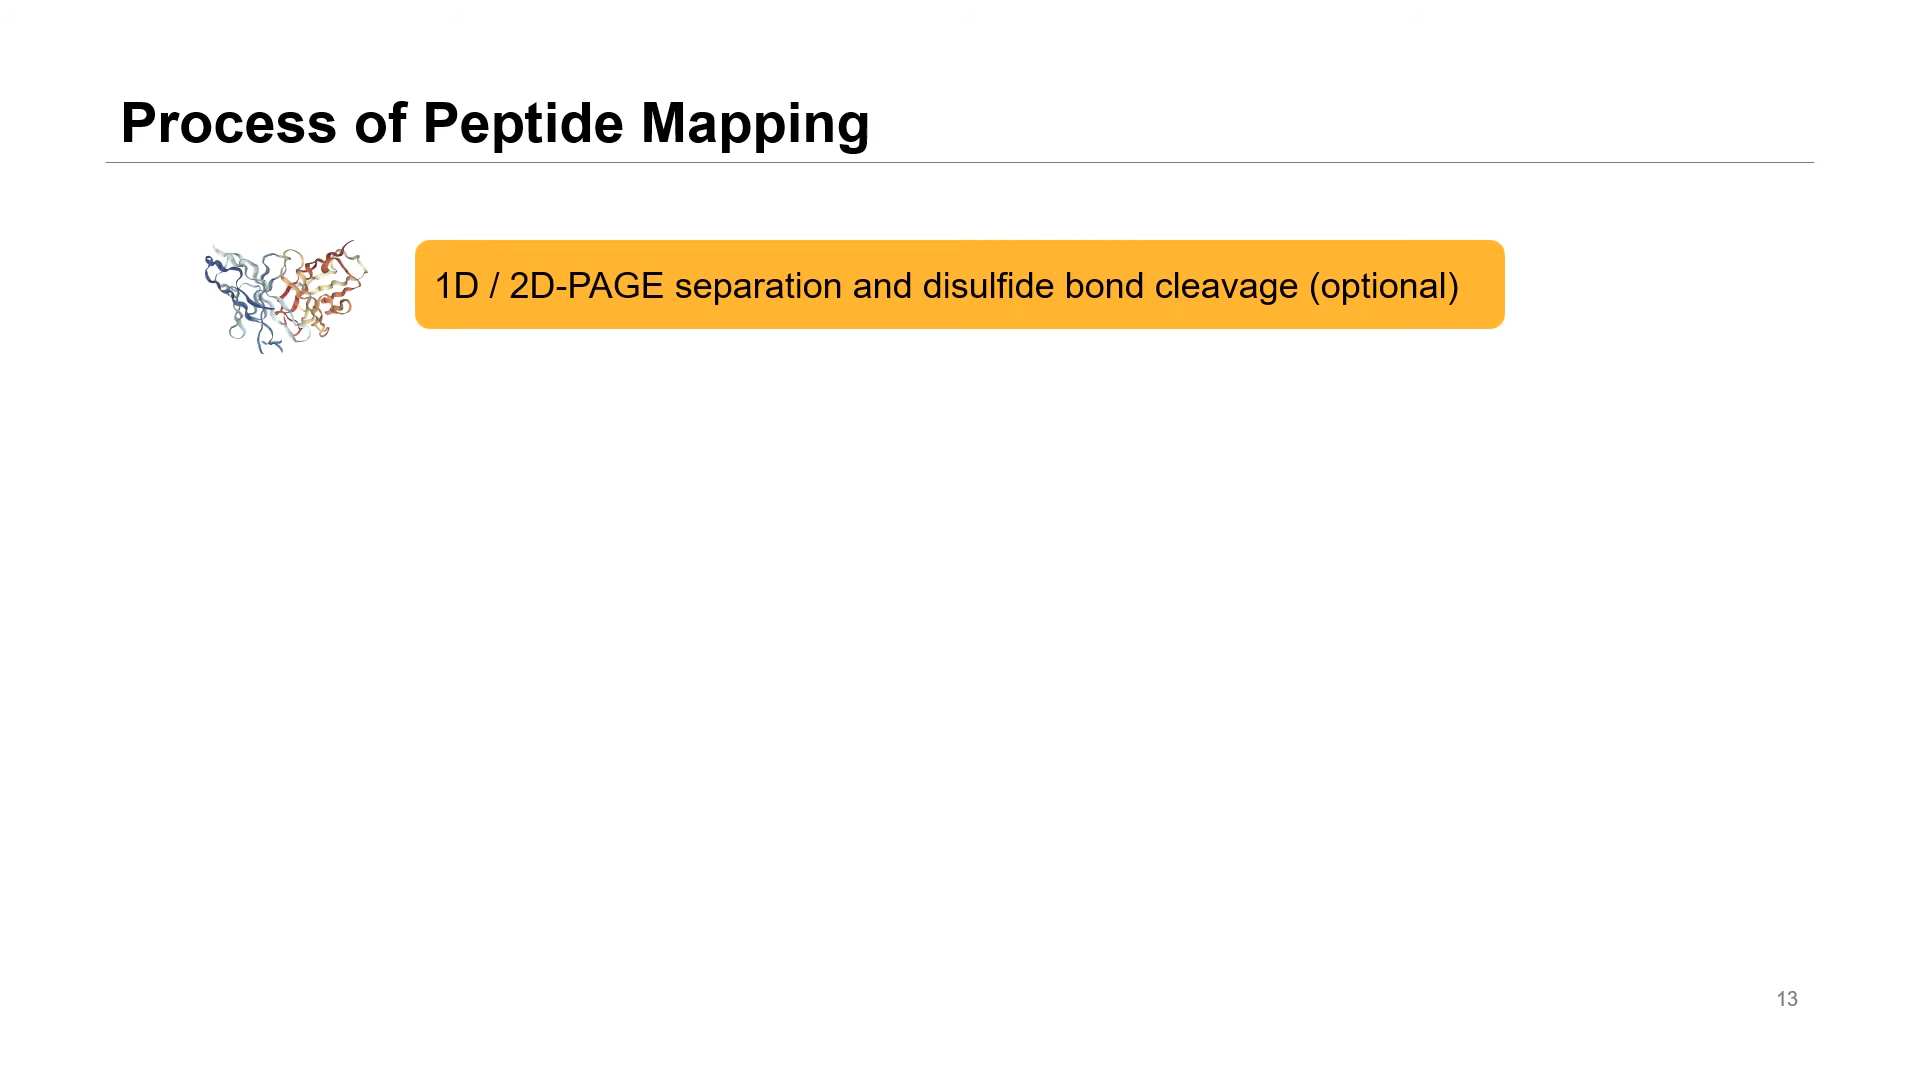 Process of Peptide Mapping
1D / 2D-PAGE separation and disulfide bond cleavage (optional)
13